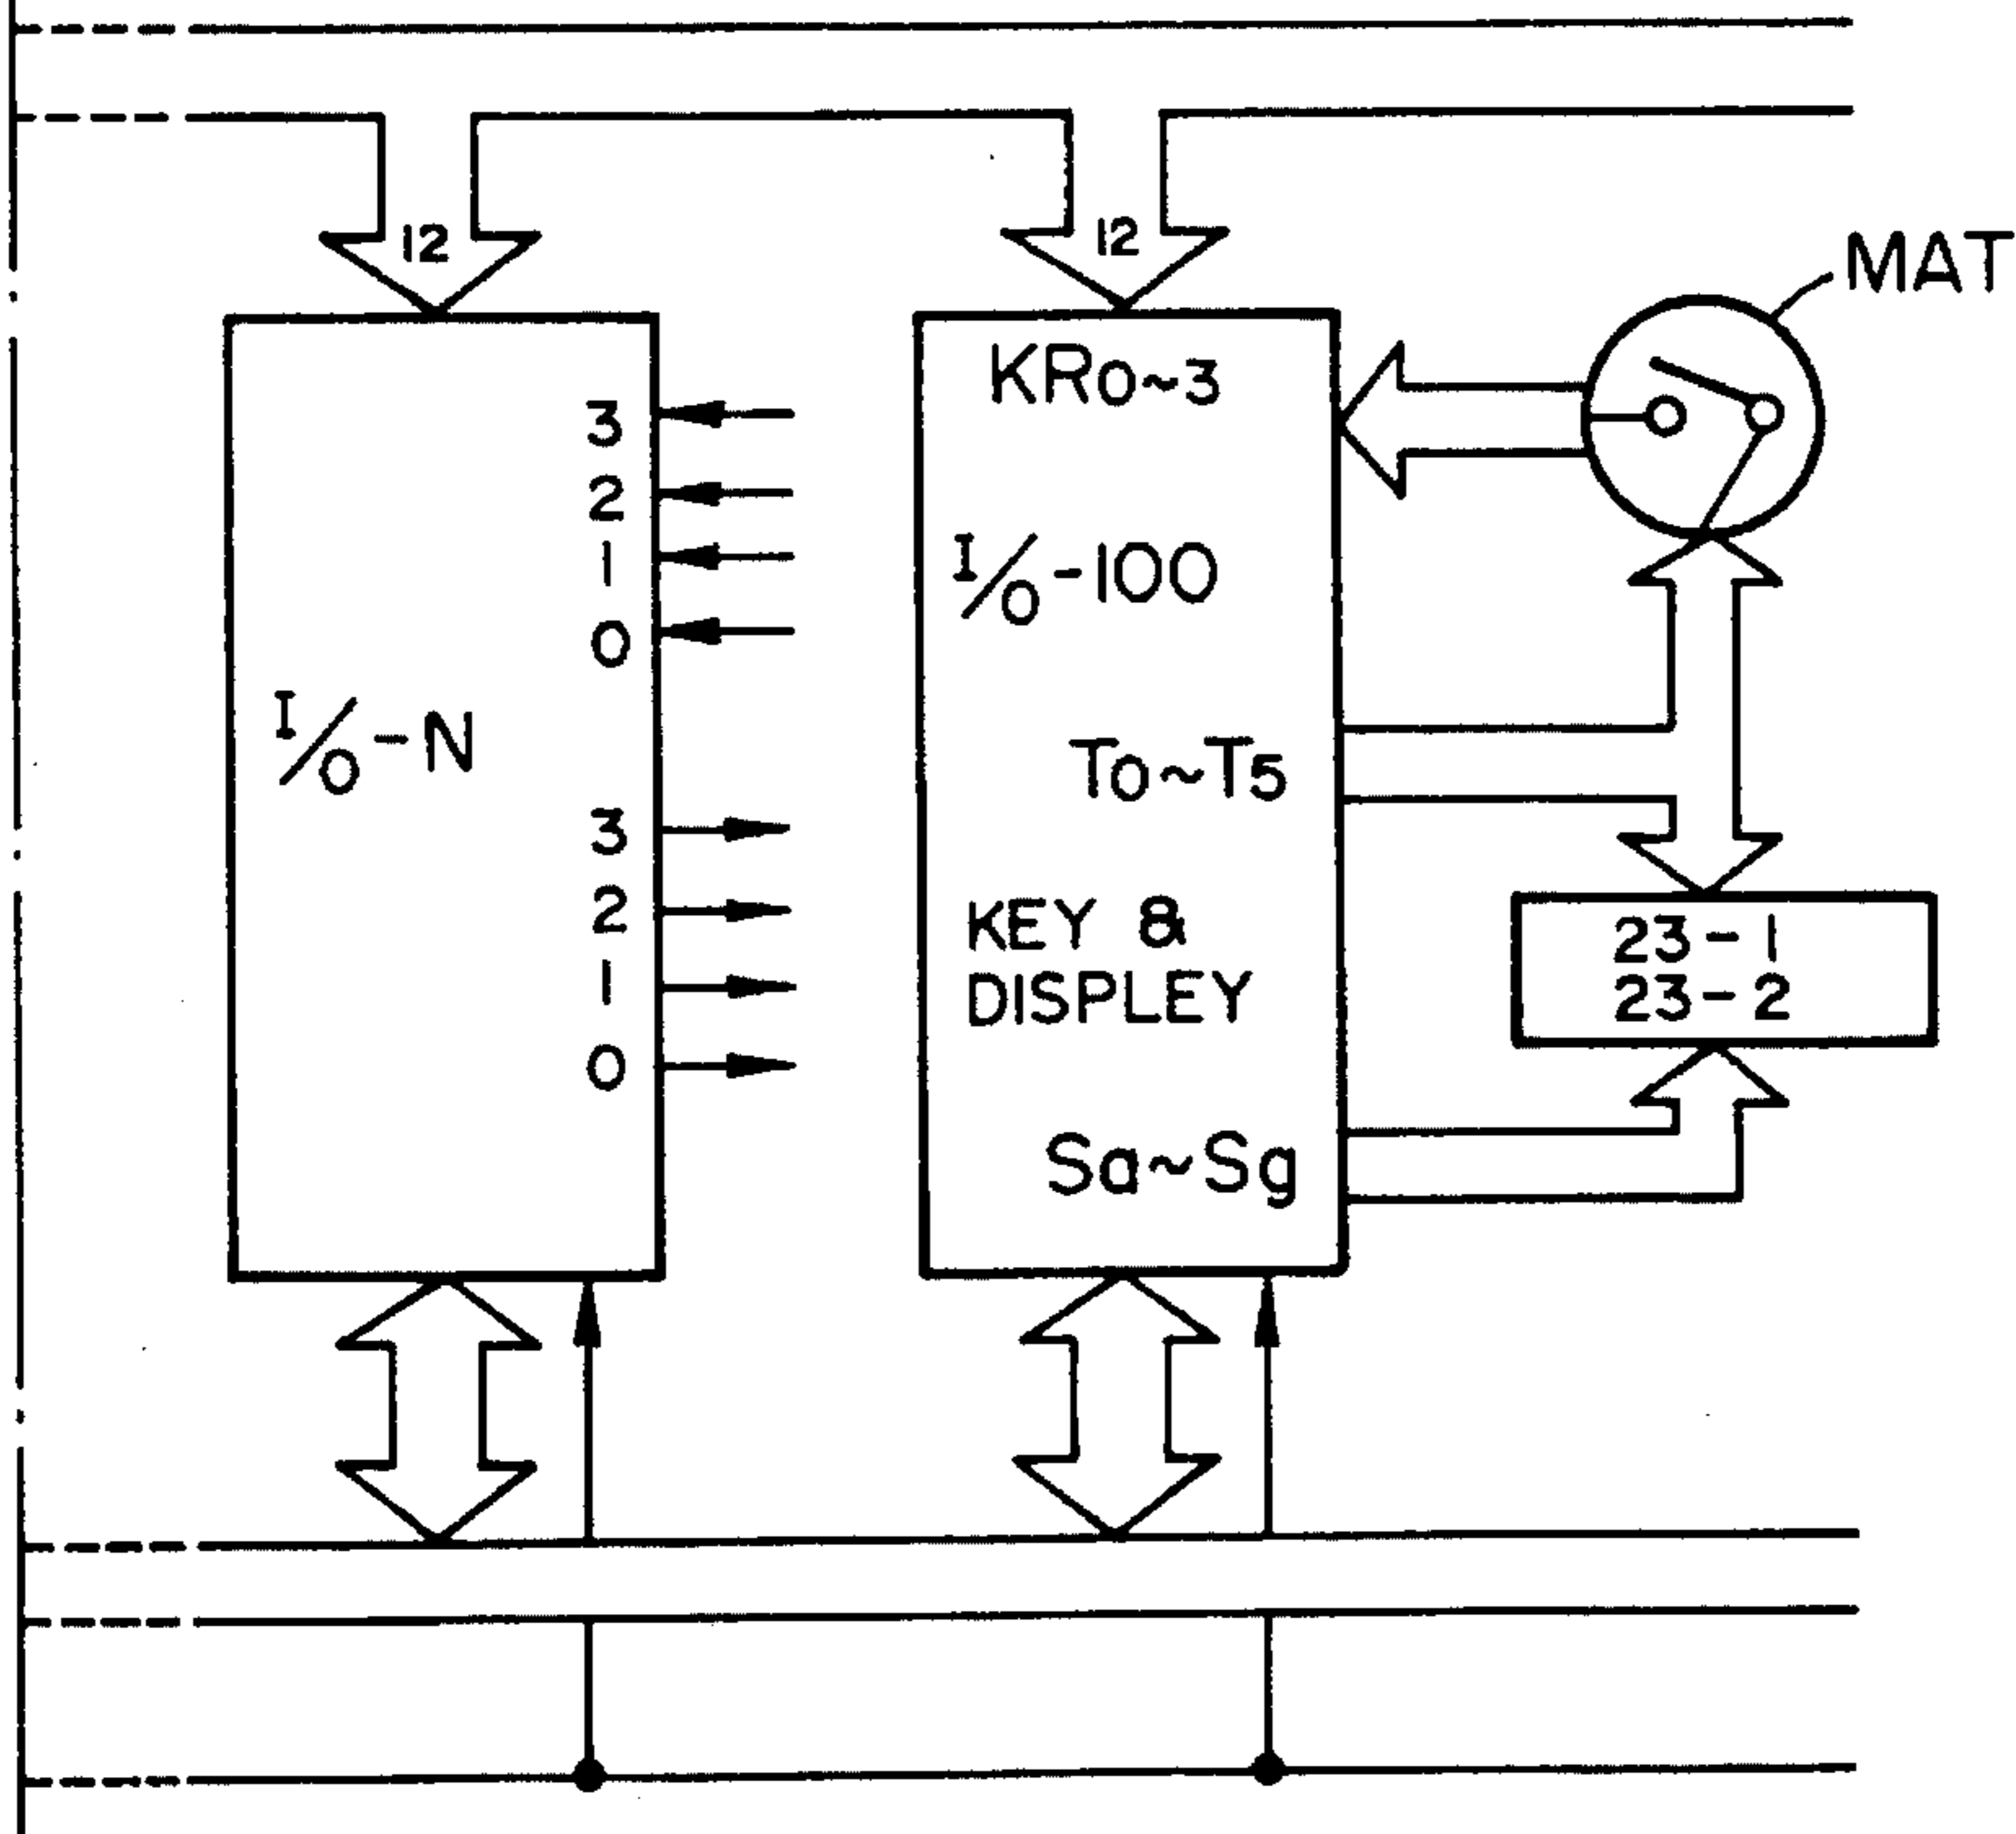 12
12
MAT
3
2
1
0
I/O-N
3
2
1
0
KR0~3
I/O-100
T0~T5
KEY &
DISPLEY
Sa~Sg
23-1
23-2